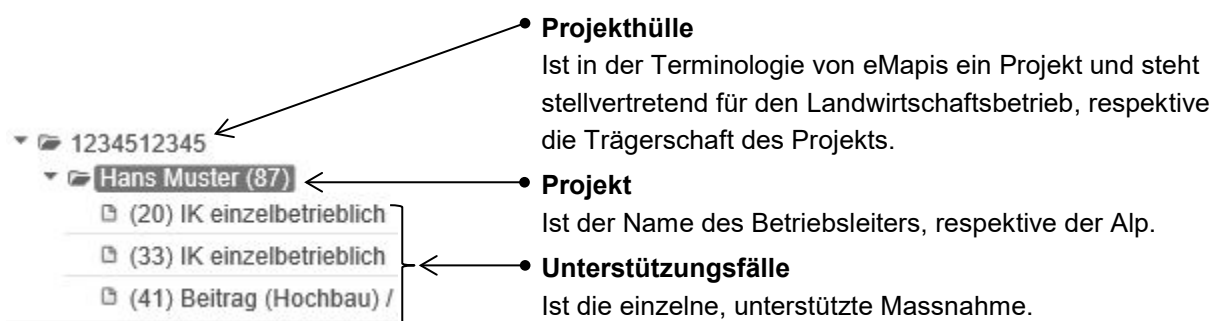 Projekthülle
Ist in der Terminologie von eMapis ein Projekt und steht
stellvertretend für den Landwirtschaftsbetrieb, respektive
die Trägerschaft des Projekts.
1234512345
Hans Muster (87)
Projekt
Ist der Name des Betriebsleiters, respektive der Alp.
(20) IK einzelbetrieblich
(33) IK einzelbetrieblich
(41) Beitrag (Hochbau) /
Unterstützungsfälle
Ist die einzelne, unterstützte Massnahme.